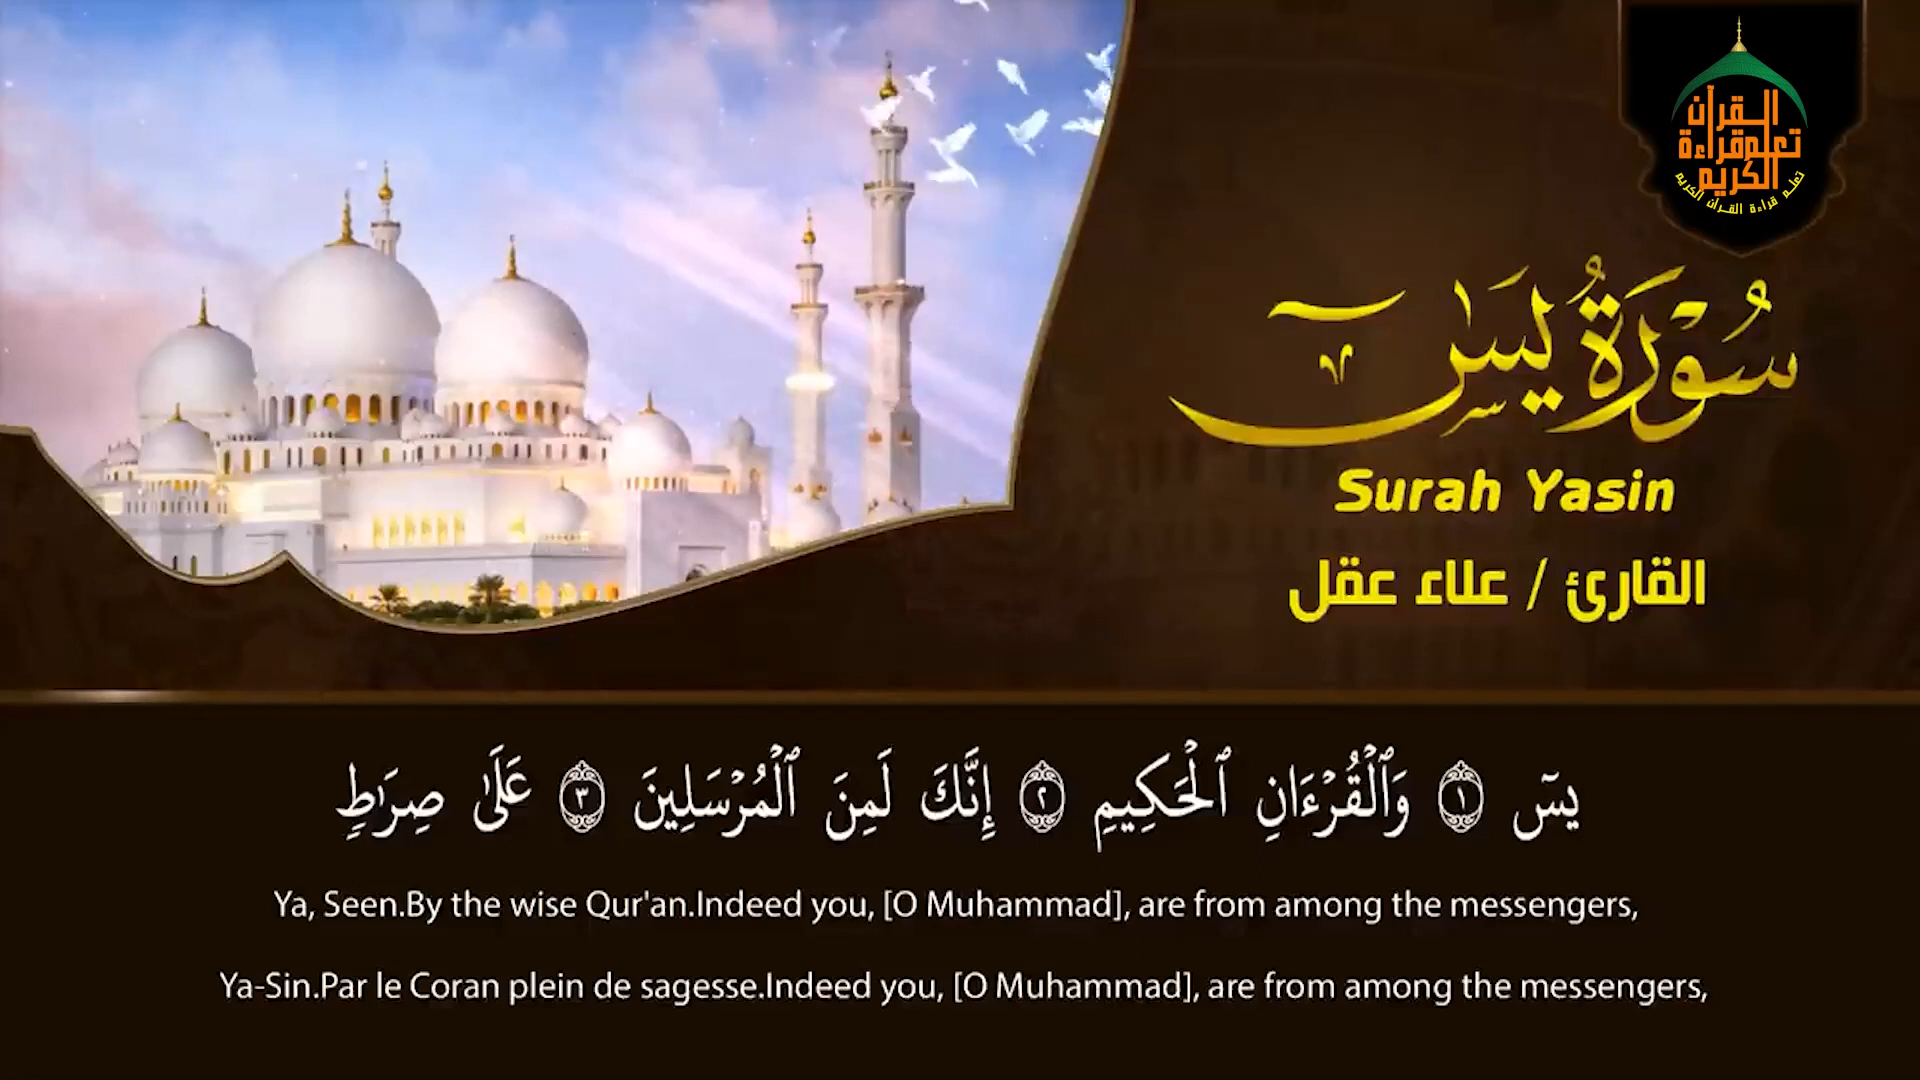 القرآن
تعلم قراءة
الكريم
تعلم قراءة القرآن الكريم
سُورَةُ يسٓ
Surah Yasin
القارئ / علاء عقل
يسٓ ١ وَٱلْقُرْءَانِ ٱلْحَكِيمِ ٢ إِنَّكَ لَمِنَ ٱلْمُرْسَلِينَ ٣ عَلَىٰ صِرَٰطٍ
Ya, Seen.By the wise Qur'an.Indeed you, [O Muhammad], are from among the messengers,
Ya-Sin.Par le Coran plein de sagesse.Indeed you, [O Muhammad], are from among the messengers,